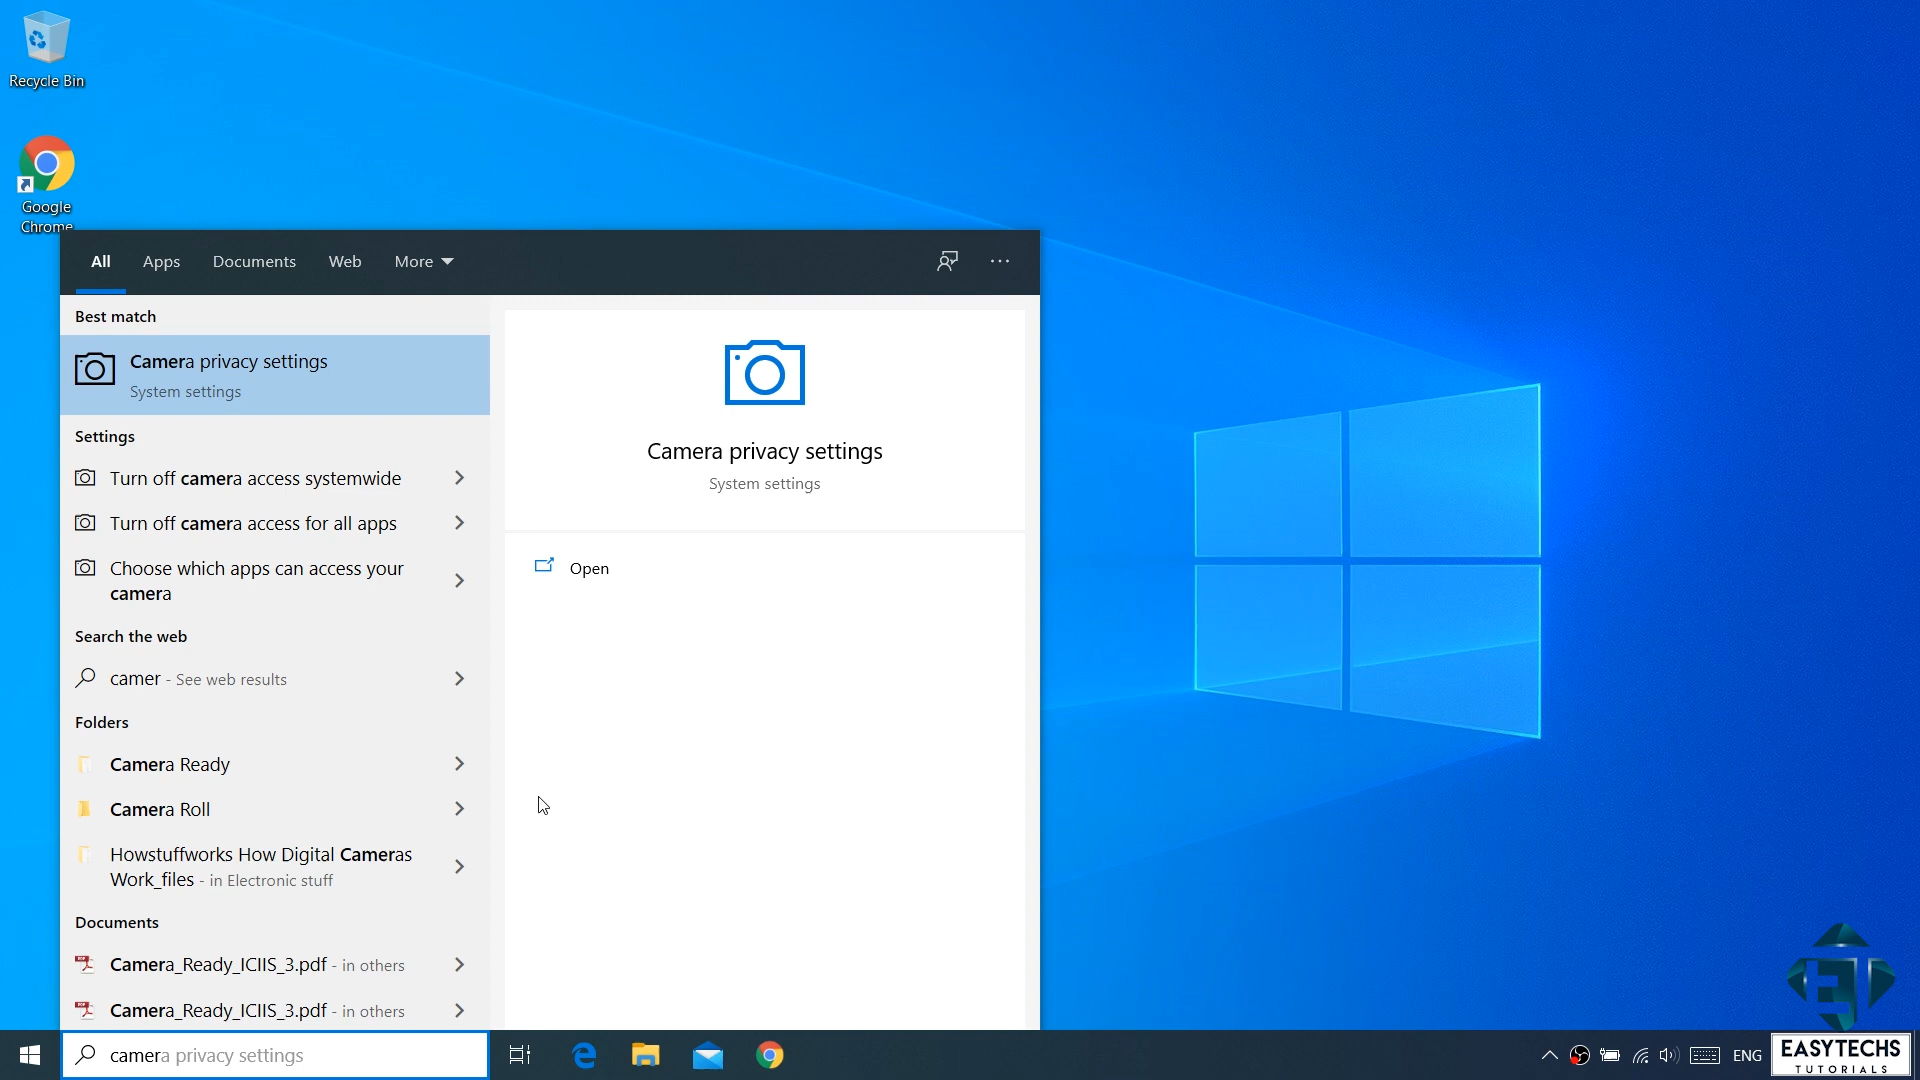 Recycle Bin
Google
Chrome
All
Apps
Documents
Web
More
Best match
Camera privacy settings
System settings
Settings
Turn off camera access systemwide
Turn off camera access for all apps
Choose which apps can access your
camera
Search the web
camer - See web results
Folders
Camera Ready
Camera Roll
Howstuffworks How Digital Cameras
Work_files - in Electronic stuff
Documents
Camera_Ready_ICIIS_3.pdf - in others
Camera_Ready_ICIIS_3.pdf - in others
Camera privacy settings
System settings
Open
camera privacy settings
ENG
EASYTECHS
TUTORIALS